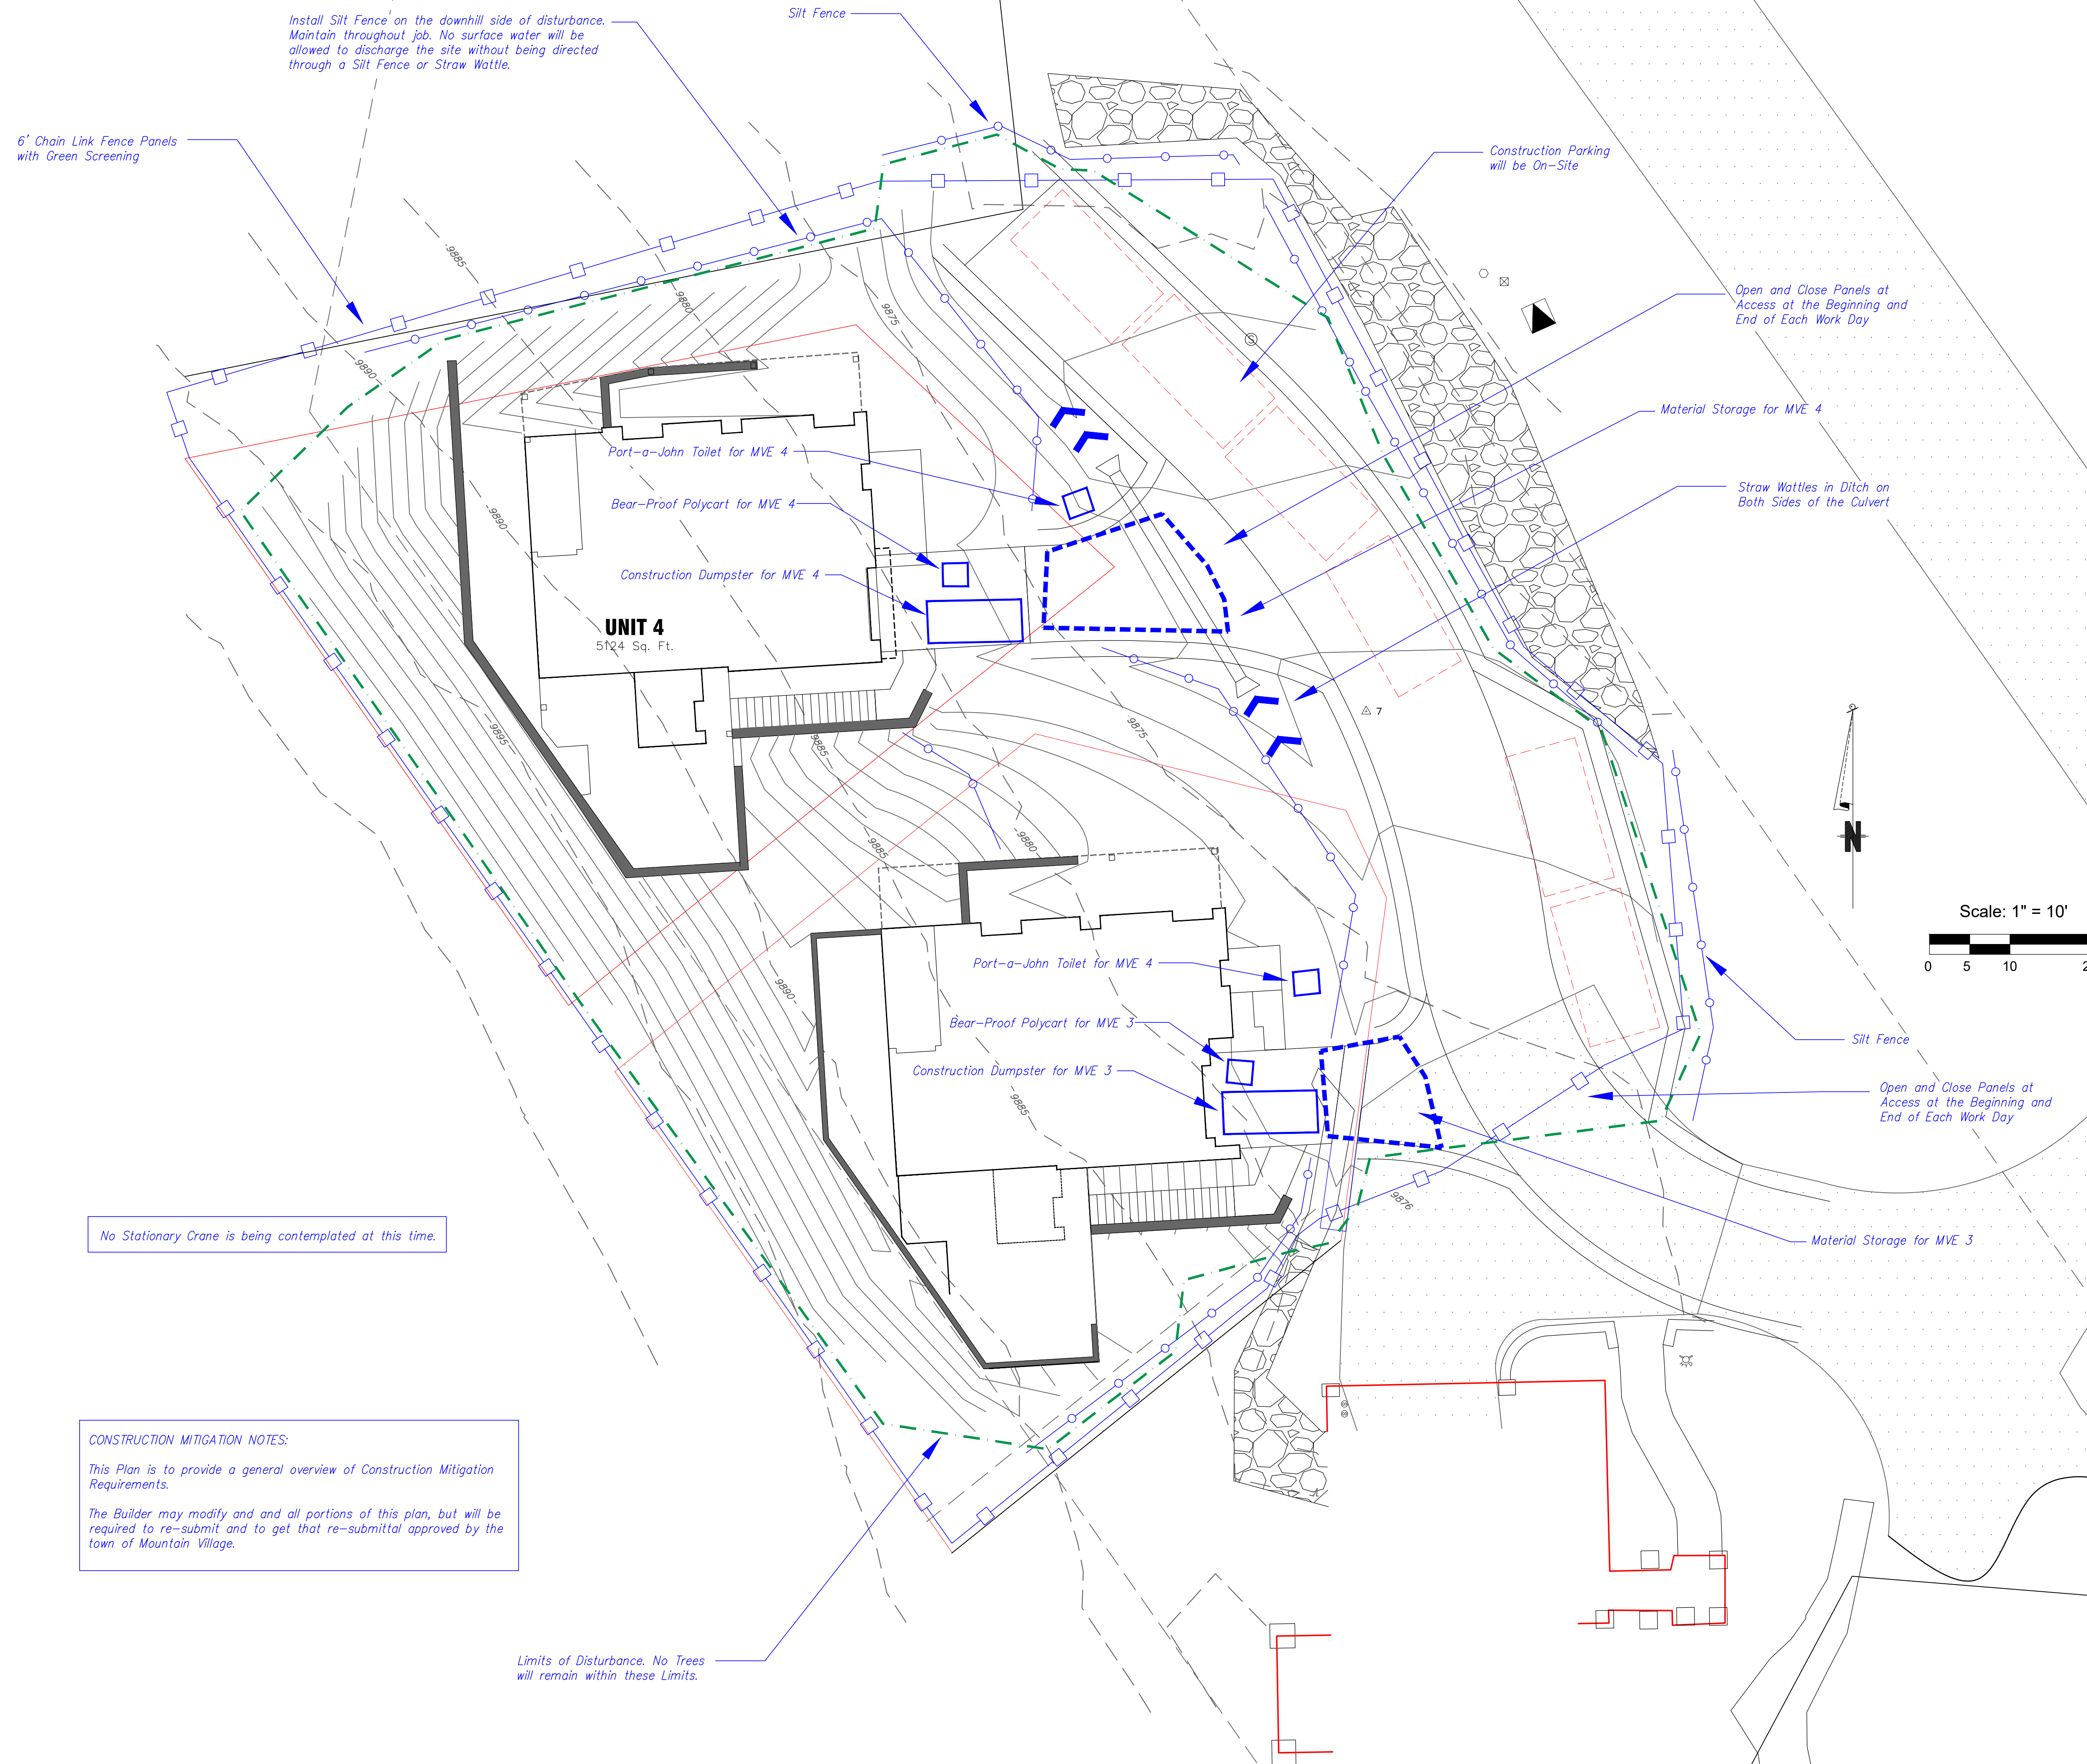 Install Silt Fence on the downhill side of disturbance.
Maintain throughout job. No surface water will be
allowed to discharge the site without being directed
through a Silt Fence or Straw Wattle.
Silt Fence
6' Chain Link Fence Panels
with Green Screening
Construction Parking
will be On-Site
Open and Close Panels at
Access at the Beginning and
End of Each Work Day
Material Storage for MVE 4
Straw Wattles in Ditch on
Both Sides of the Culvert
9885
9880
9875
9890
S
Port-a-John Toilet for MVE 4
Bear-Proof Polycart for MVE 4
9890
Construction Dumpster for MVE 4
UNIT 4
5124 Sq. Ft.
9895
9885
9875
7
9885
9880
N
Scale: 1" = 10'
0 5 10 2
Port-a-John Toilet for MVE 4
9890
Bear-Proof Polycart for MVE 3
Construction Dumpster for MVE 3
9885
Silt Fence
Open and Close Panels at
Access at the Beginning and
End of Each Work Day
9876
Material Storage for MVE 3
No Stationary Crane is being contemplated at this time.
CONSTRUCTION MITIGATION NOTES:
This Plan is to provide a general overview of Construction Mitigation
Requirements.
The Builder may modify and and all portions of this plan, but will be
required to re-submit and to get that re-submittal approved by the
town of Mountain Village.
Limits of Disturbance. No Trees
will remain within these Limits.